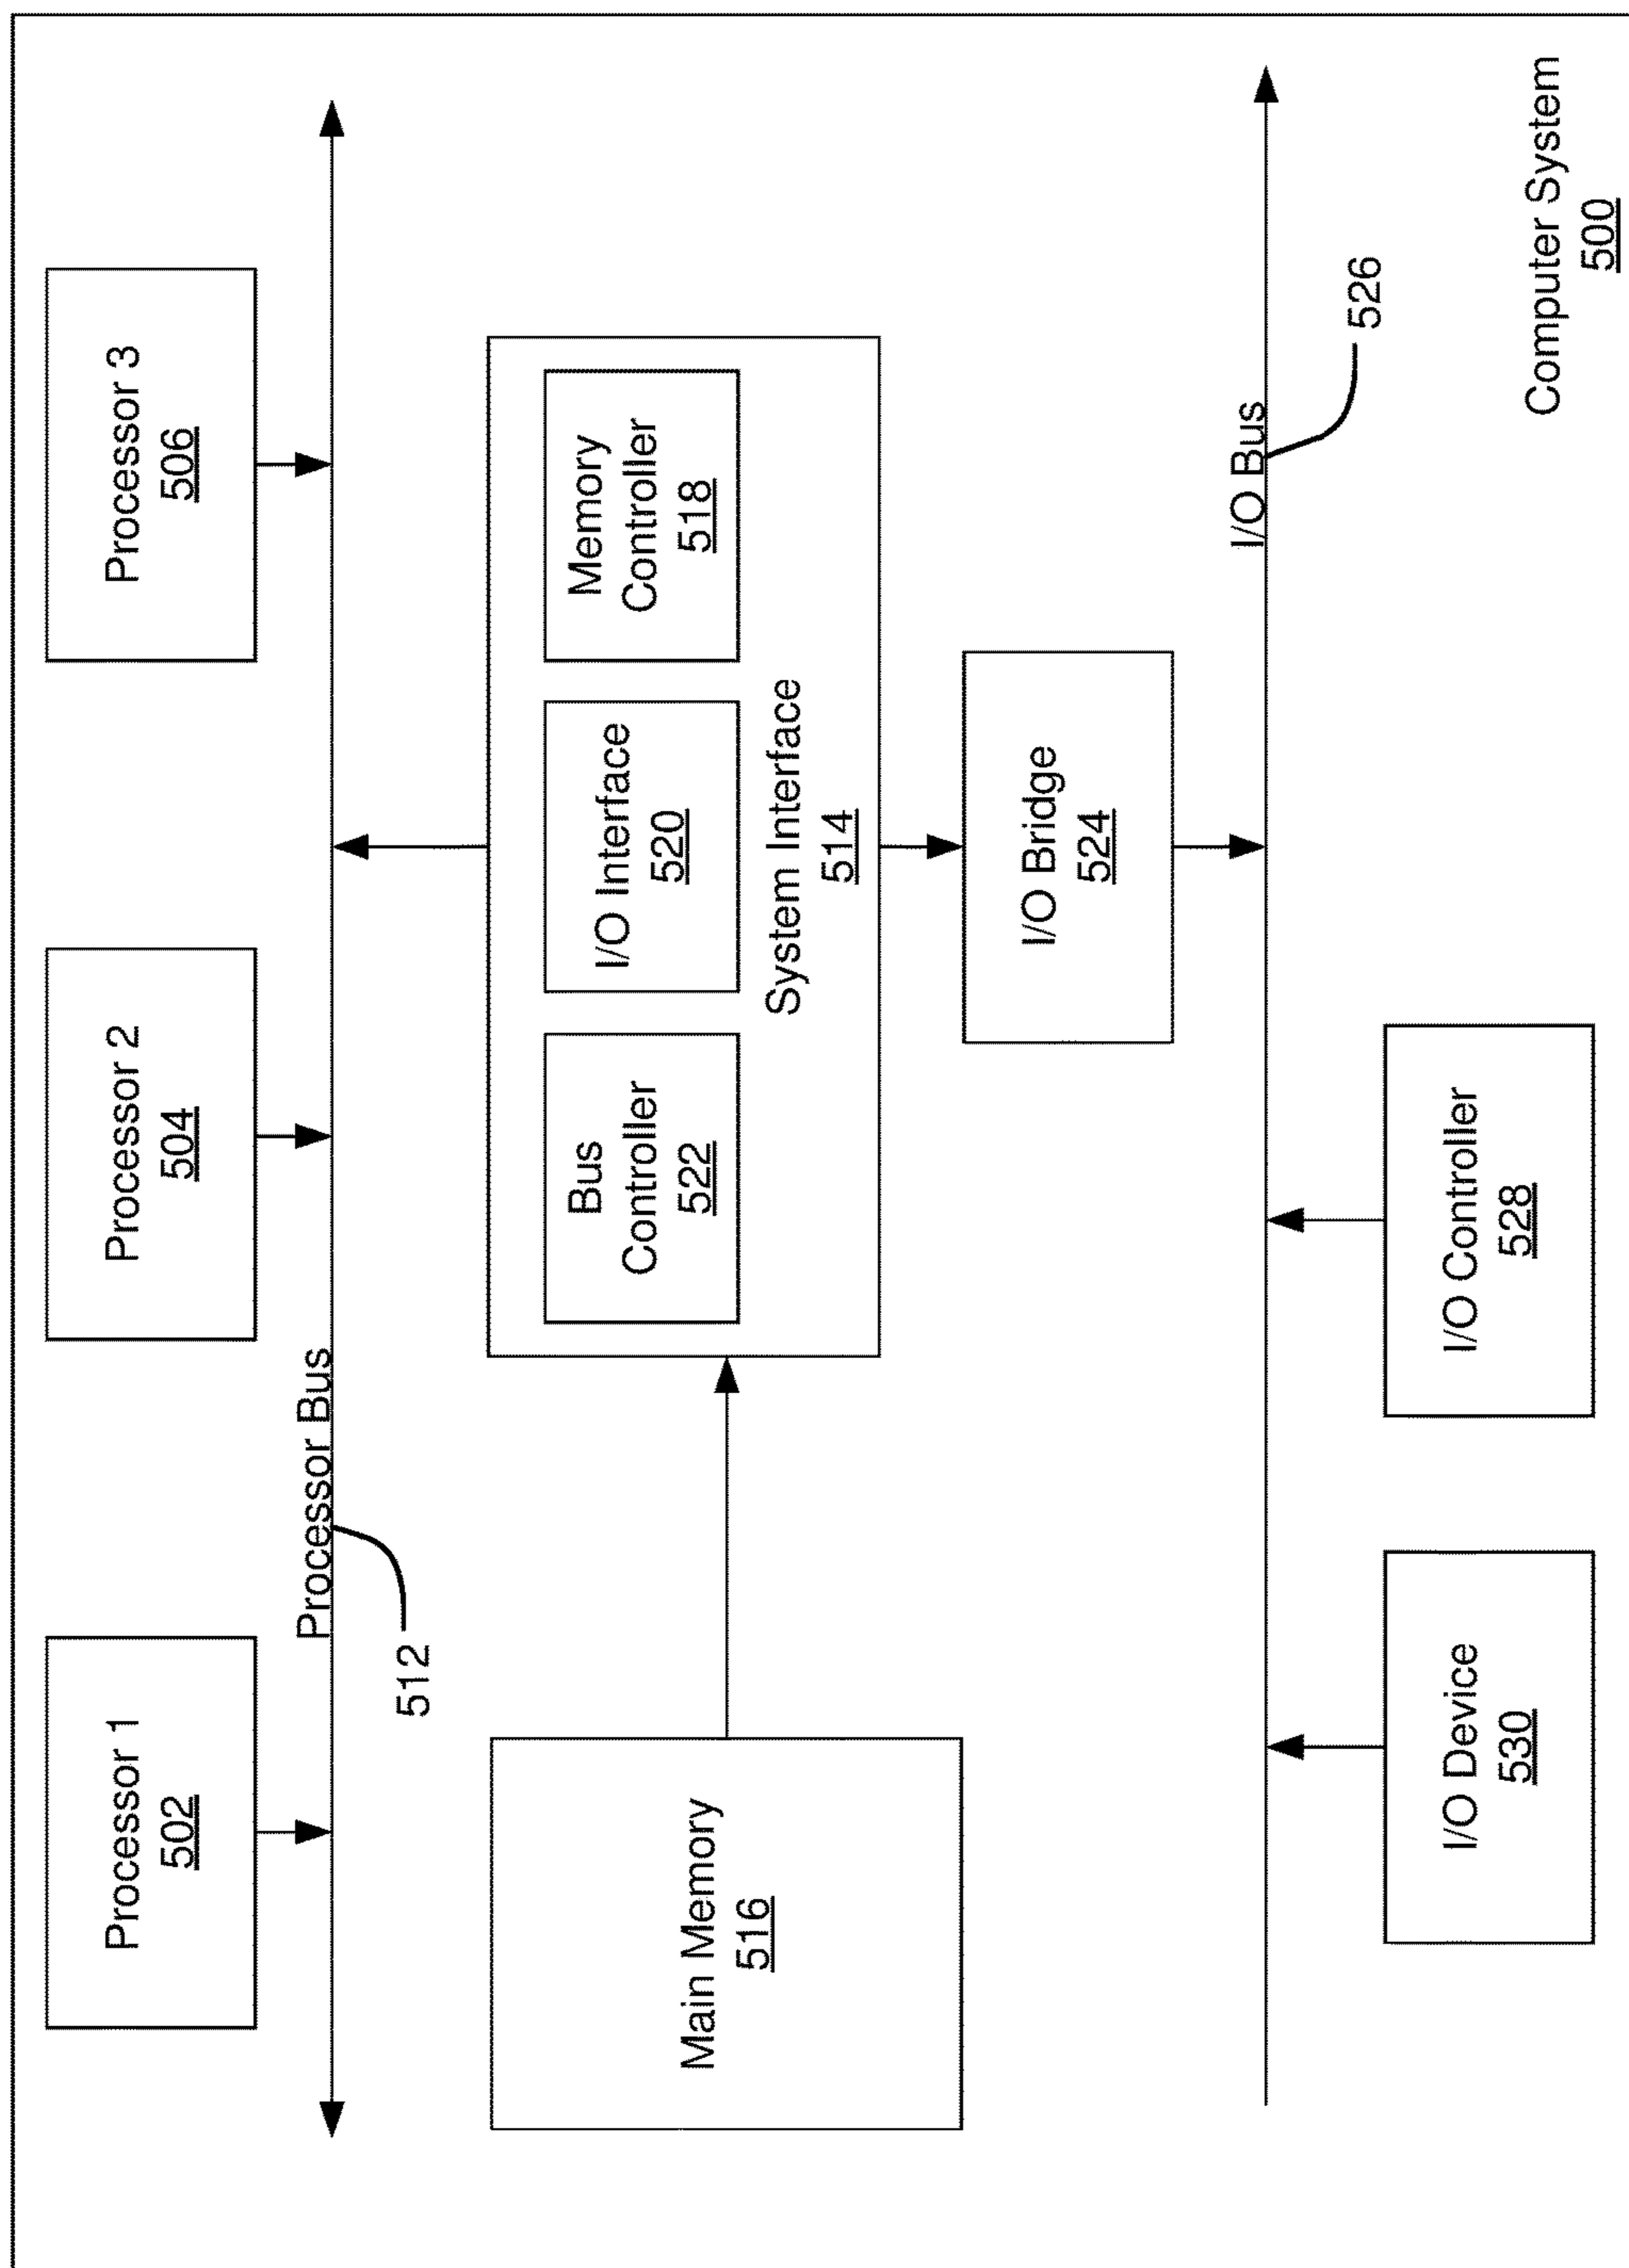 Processor 1
502
Processor 2
504
Processor 3
506
Processor Bus
512
Main Memory
516
Bus
Controller
522
I/O Interface
520
Memory
Controller
518
System Interface
514
I/O Bridge
524
I/O Bus
526
I/O Device
530
I/O Controller
528
Computer System
500